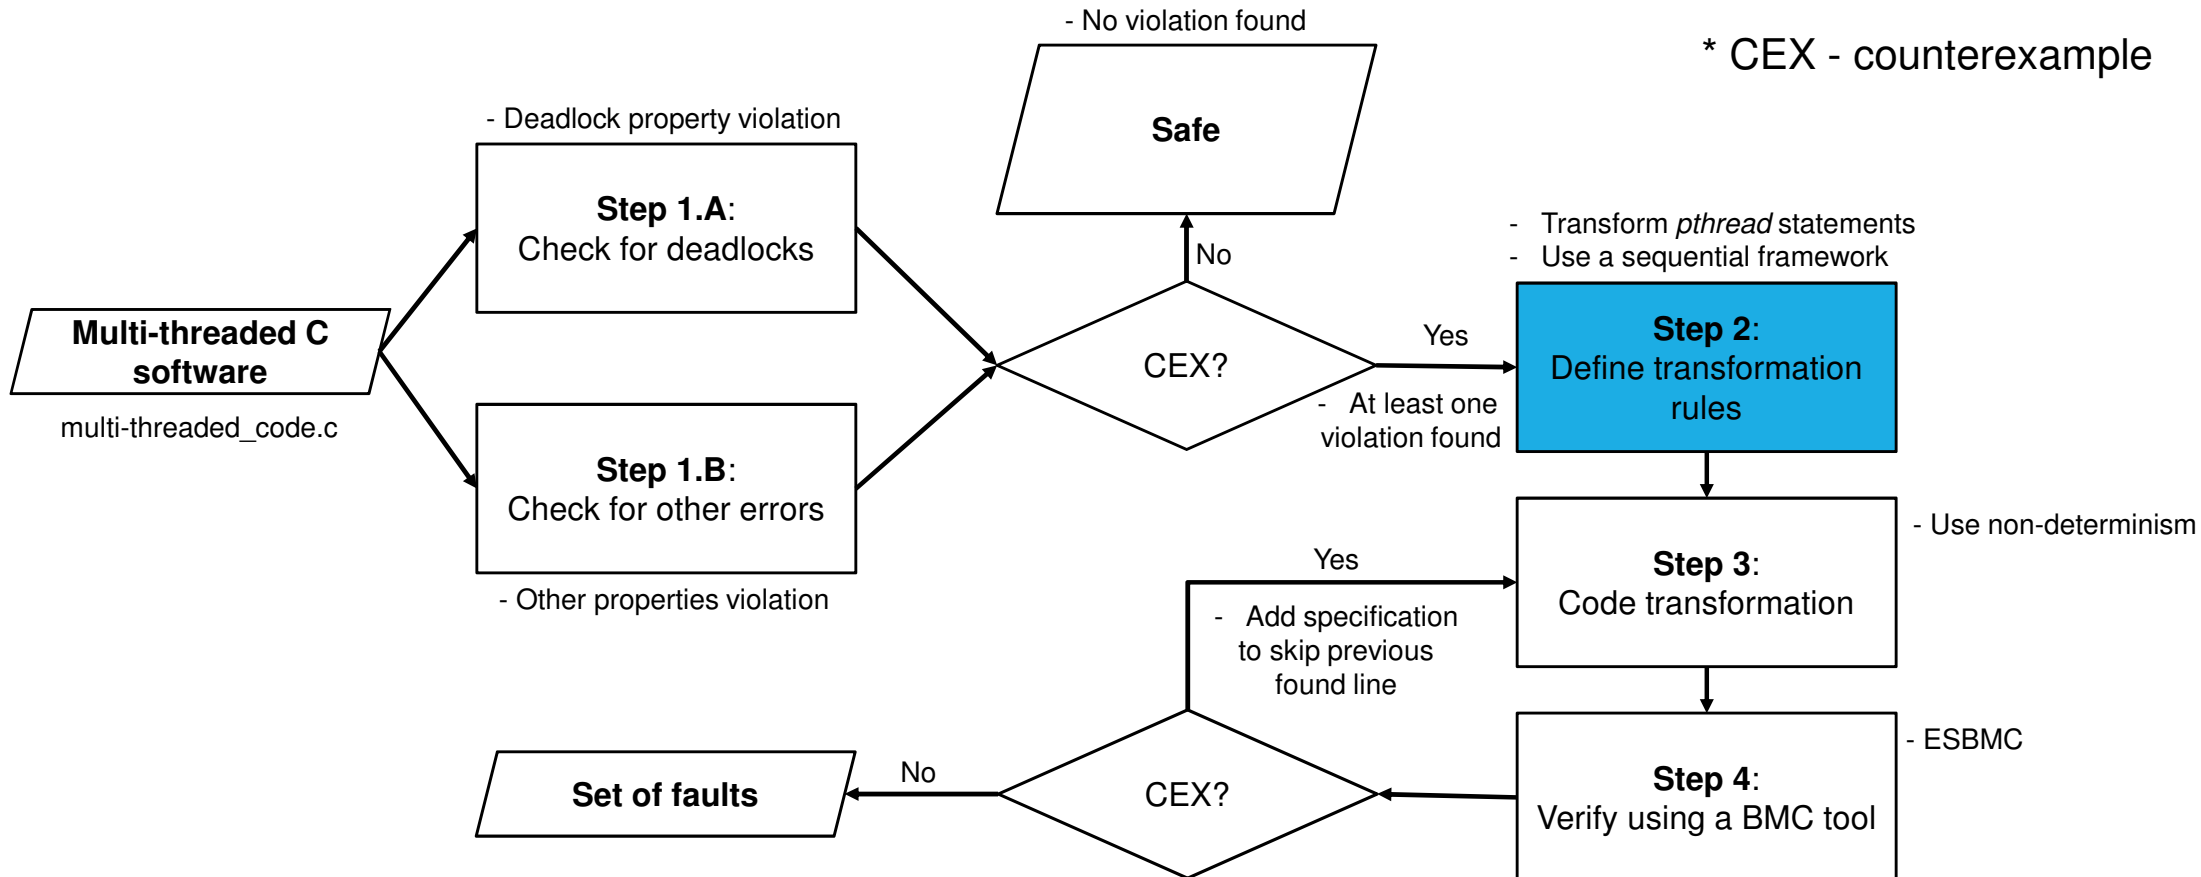 - No violation found
* CEX - counterexample
Safe
- Deadlock property violation
Step 1.A:
Check for deadlocks
- Transform pthread statements
- Use a sequential framework
No
Multi-threaded C
software
multi-threaded_code.c
CEX?
Yes
- At least one
violation found
Step 2:
Define transformation
rules
Step 1.B:
Check for other errors
- Other properties violation
- Use non-determinism
Yes
Step 3:
Code transformation
- Add specification
to skip previous
found line
- ESBMC
Step 4:
Verify using a BMC tool
CEX?
No
Set of faults